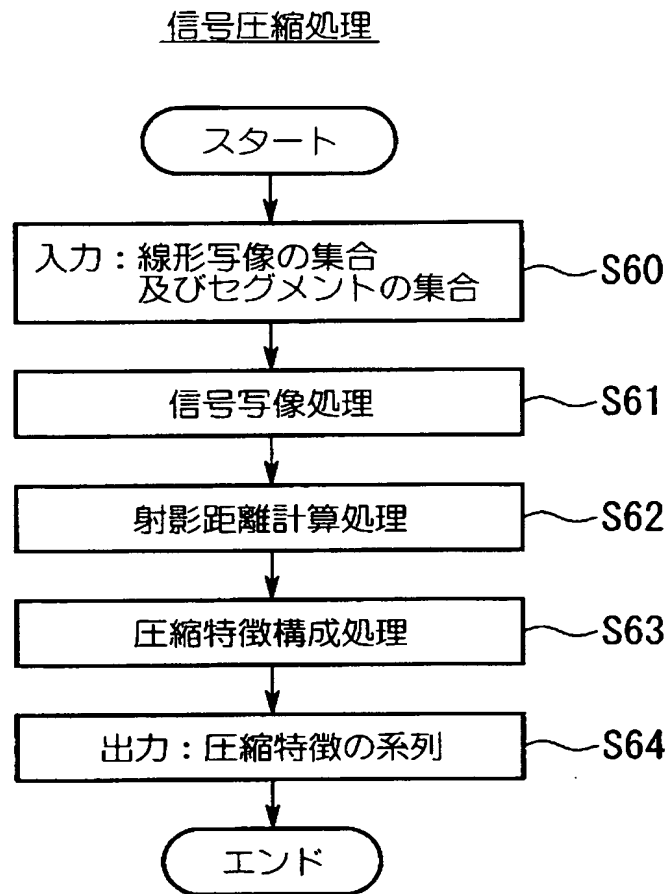 信号圧縮処理
スタート
入力：線形写像の集合
及びセグメントの集合
S60
信号写像処理
S61
射影距離計算処理
S62
圧縮特徴構成処理
S63
出力：圧縮特徴の系列
S64
エンド